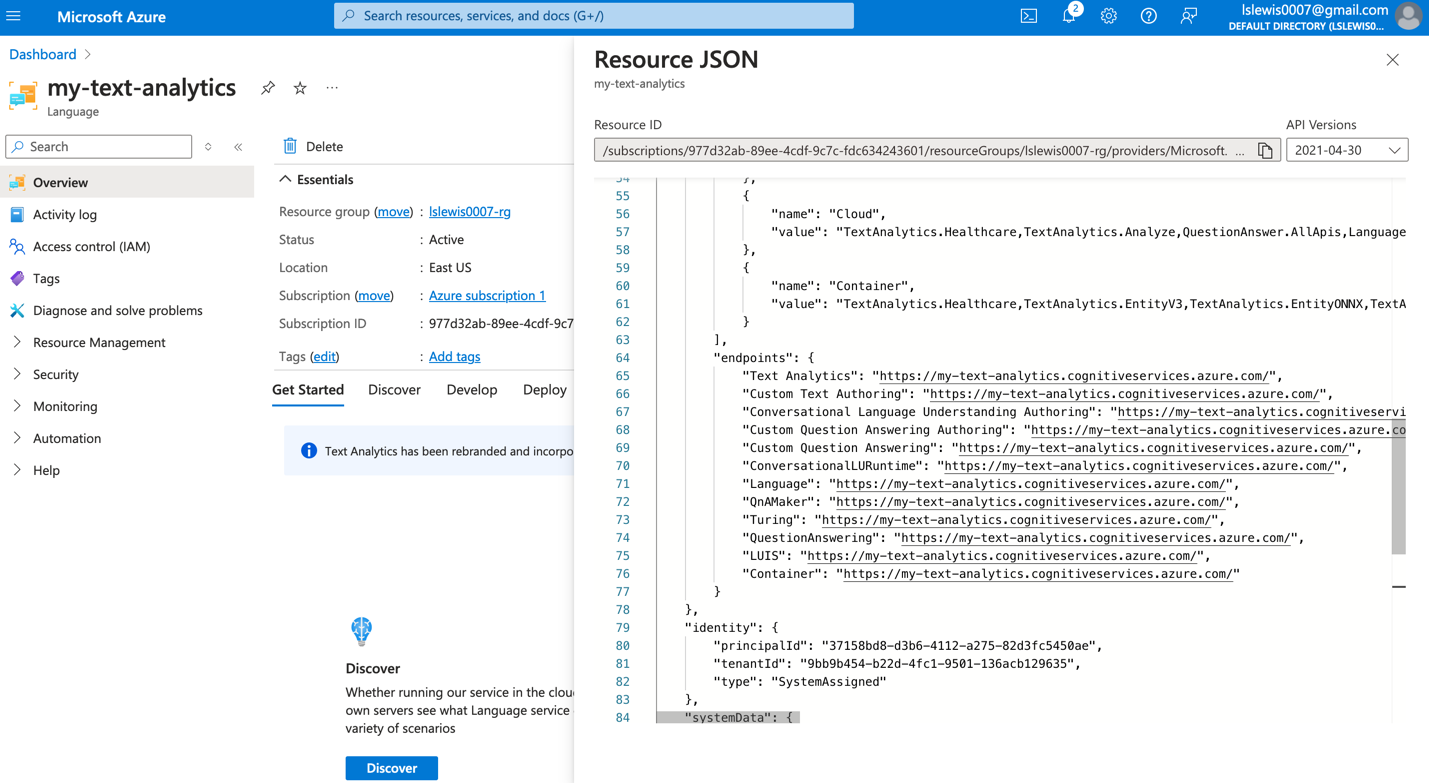 Microsoft Azure
Search resources, services, and docs (G+/)
2
lslewis0007@gmail.com
DEFAULT DIRECTORY (LSLEWIS0...
Dashboard
my-text-analytics
Language
Search
Overview
Activity log
Access control (IAM)
Tags
Diagnose and solve problems
Resource Management
Security
Monitoring
Automation
Help
Delete
Essentials
Resource group (move) : lslewis0007-rg
Status : Active
Location : East US
Subscription (move) : Azure subscription 1
Subscription ID : 977d32ab-89ee-4cdf-9c7
Tags (edit) : Add tags
Get Started Discover Develop Deploy
Text Analytics has been rebranded and incorpo
Discover
Whether running our service in the clou
own servers see what Language service
variety of scenarios
Discover
Resource JSON
my-text-analytics
Resource ID
/subscriptions/977d32ab-89ee-4cdf-9c7c-fdc634243601/resourceGroups/lslewis0007-rg/providers/Microsoft. ...
API Versions
2021-04-30
54 },
55 {
56 "name": "Cloud",
57 "value": "TextAnalytics.Healthcare,TextAnalytics.Analyze,QuestionAnswer.AllApis,Language
58 },
59 {
60 "name": "Container",
61 "value": "TextAnalytics.Healthcare,TextAnalytics.EntityV3,TextAnalytics.EntityONNX,TextA
62 }
63 ],
64 "endpoints": {
65 "Text Analytics": "https://my-text-analytics.cognitiveservices.azure.com/",
66 "Custom Text Authoring": "https://my-text-analytics.cognitiveservices.azure.com/",
67 "Conversational Language Understanding Authoring": "https://my-text-analytics.cognitiveservi
68 "Custom Question Answering Authoring": "https://my-text-analytics.cognitiveservices.azure.co
69 "Custom Question Answering": "https://my-text-analytics.cognitiveservices.azure.com/",
70 "ConversationalLURuntime": "https://my-text-analytics.cognitiveservices.azure.com/",
71 "Language": "https://my-text-analytics.cognitiveservices.azure.com/",
72 "QnAMaker": "https://my-text-analytics.cognitiveservices.azure.com/",
73 "Turing": "https://my-text-analytics.cognitiveservices.azure.com/",
74 "QuestionAnswering": "https://my-text-analytics.cognitiveservices.azure.com/",
75 "LUIS": "https://my-text-analytics.cognitiveservices.azure.com/",
76 "Container": "https://my-text-analytics.cognitiveservices.azure.com/"
77 }
78 },
79 "identity": {
80 "principalId": "37158bd8-d3b6-4112-a275-82d3fc5450ae",
81 "tenantId": "9bb9b454-b22d-4fc1-9501-136acb129635",
82 "type": "SystemAssigned"
83 },
84 "systemData": {